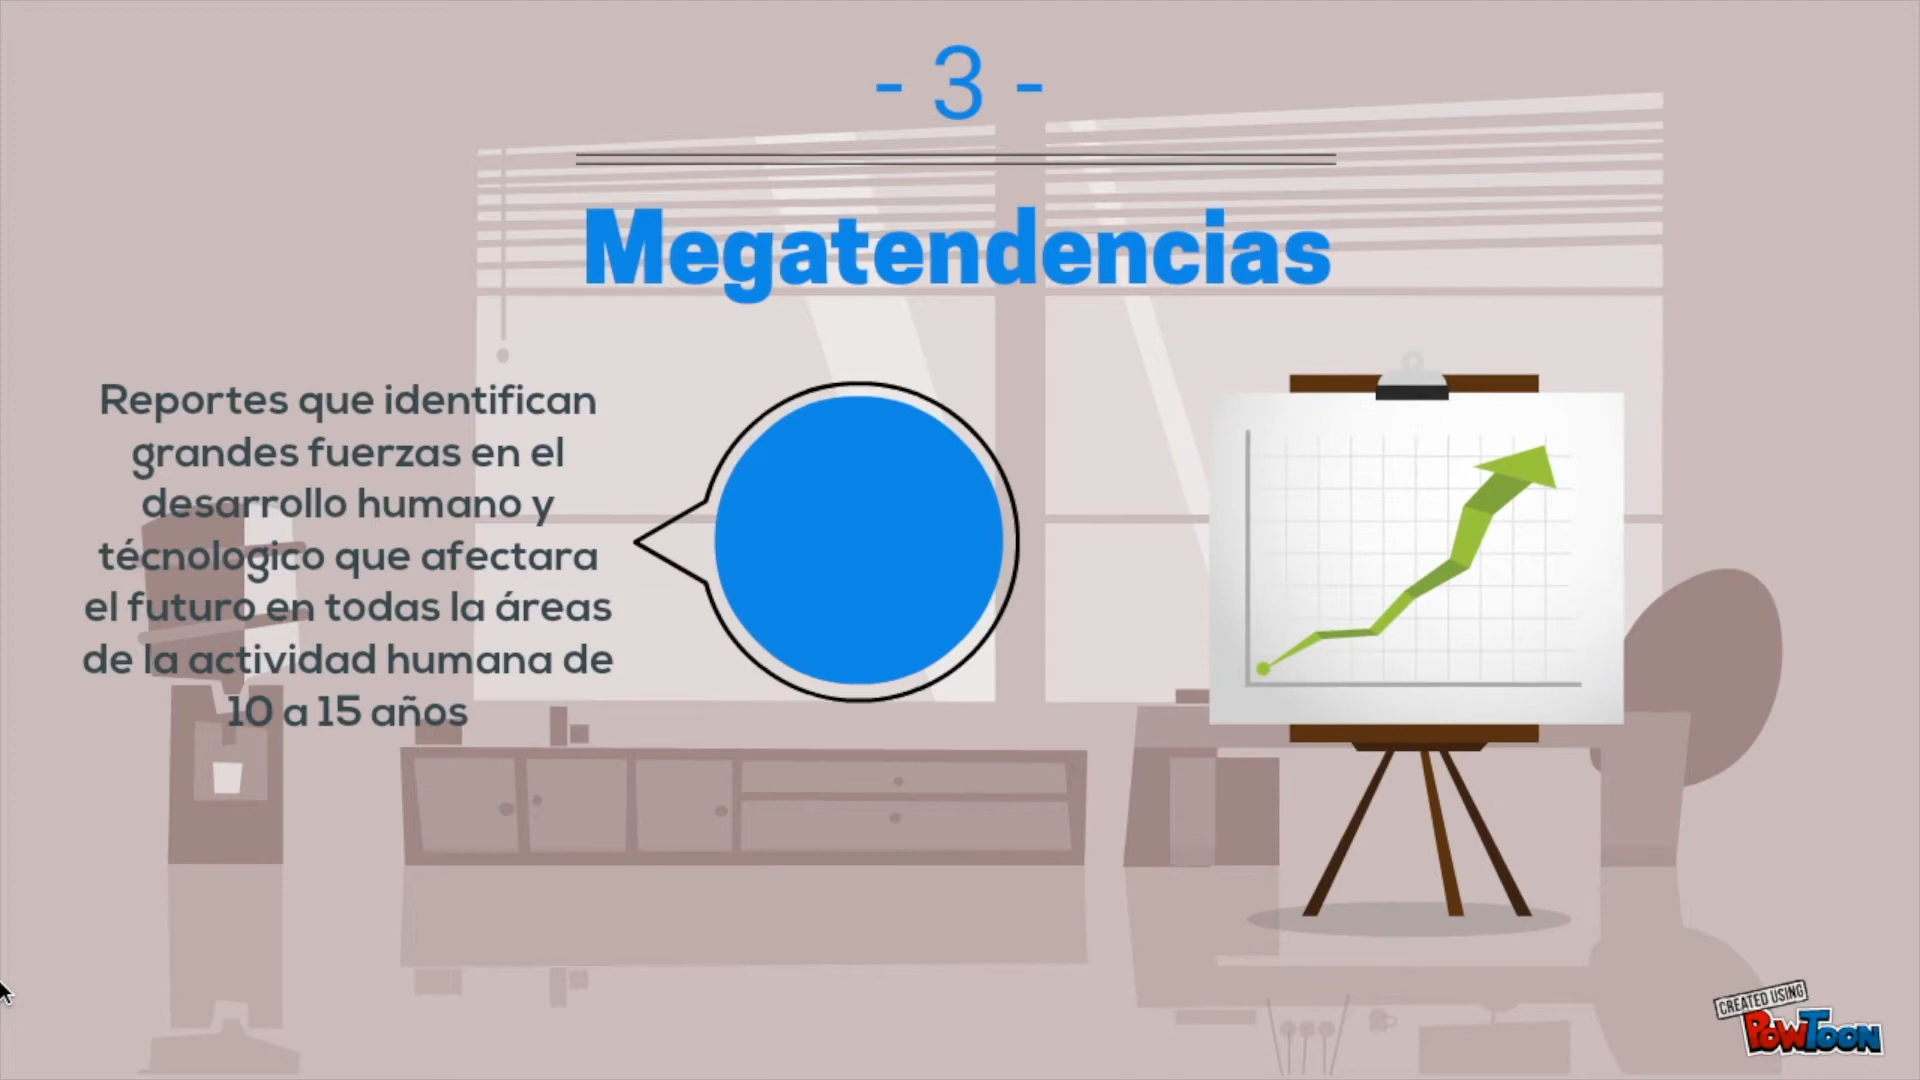 - 3 -
Megatendencias
Reportes que identifican
grandes fuerzas en el
desarrollo humano y
técnologico que afectara
el futuro en todas la áreas
de la actividad humana de
10 a 15 años
CREATED USING
POWTOON